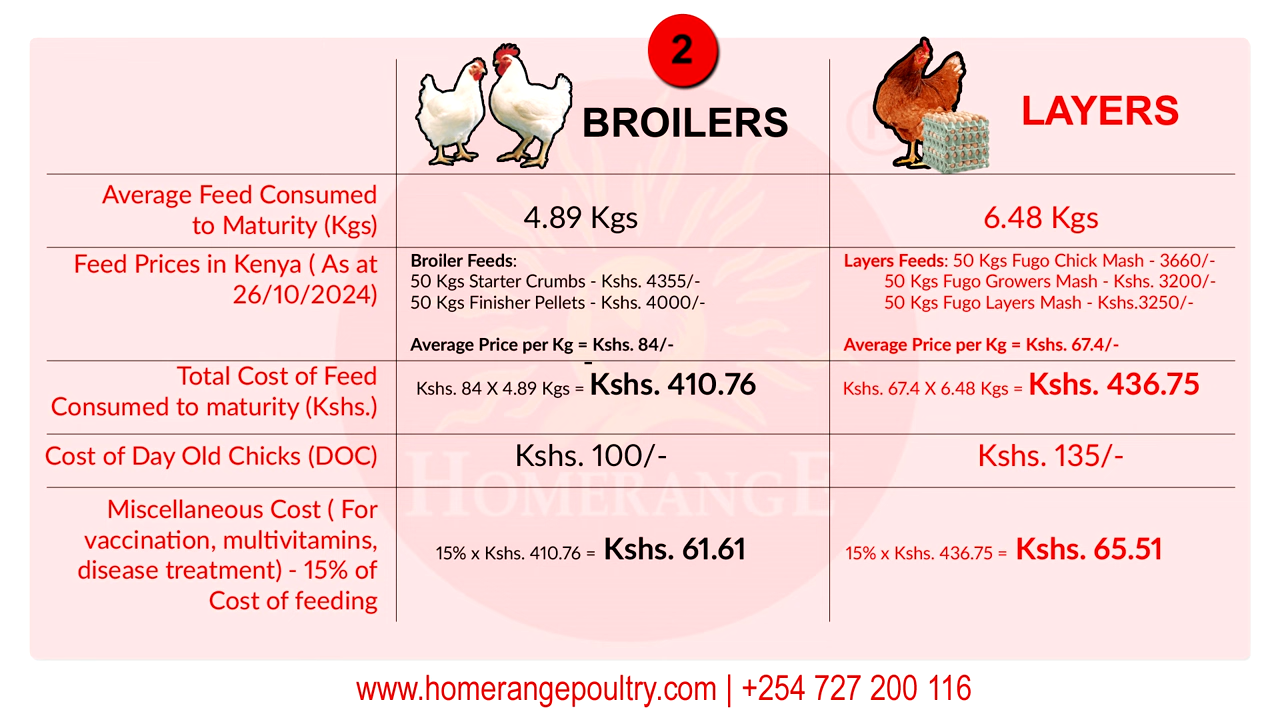 2
BROILERS
LAYERS
Average Feed Consumed
to Maturity (Kgs)
4.89 Kgs
6.48 Kgs
Feed Prices in Kenya ( As at
26/10/2024)
Broiler Feeds:
50 Kgs Starter Crumbs - Kshs. 4355/-
50 Kgs Finisher Pellets - Kshs. 4000/-
Average Price per Kg = Kshs. 84/-
Layers Feeds: 50 Kgs Fugo Chick Mash - 3660/-
50 Kgs Fugo Growers Mash - Kshs. 3200/-
50 Kgs Fugo Layers Mash - Kshs.3250/-
Average Price per Kg = Kshs. 67.4/-
Total Cost of Feed
Consumed to maturity (Kshs.)
-
Kshs. 84 X 4.89 Kgs = Kshs. 410.76
Kshs. 67.4 X 6.48 Kgs = Kshs. 436.75
Cost of Day Old Chicks (DOC)
Kshs. 100/-
Kshs. 135/-
HOMERANGE
Miscellaneous Cost ( For
vaccination, multivitamins,
disease treatment) - 15% of
Cost of feeding
15% x Kshs. 410.76 = Kshs. 61.61
15% x Kshs. 436.75 = Kshs. 65.51
www.homerangepoultry.com | +254 727 200 116